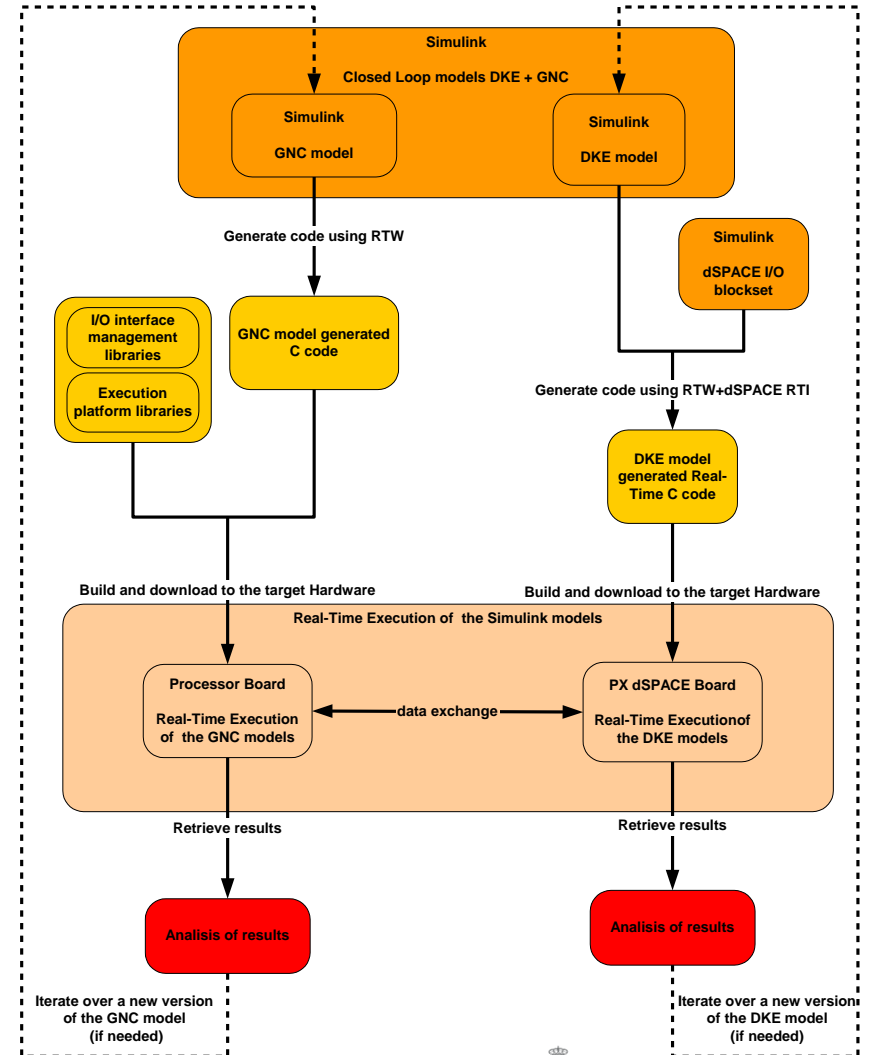 Simulink
Closed Loop models DKE + GNC
Simulink
GNC model
Simulink
DKE model
Generate code using RTW
Simulink
dSPACE I/O
blockset
I/O interface
management
libraries
Execution
platform libraries
GNC model generated
C code
Generate code using RTW+dSPACE RTI
DKE model
generated Real-
Time C code
Build and download to the target Hardware
Build and download to the target Hardware
Real-Time Execution of the Simulink models
Processor Board
Real-Time Execution
of the GNC models
data exchange
PX dSPACE Board
Real-Time Executionof
the DKE models
Retrieve results
Retrieve results
Analisis of results
Analisis of results
Iterate over a new version
of the GNC model
(if needed)
Iterate over a new version
of the DKE model
(if needed)